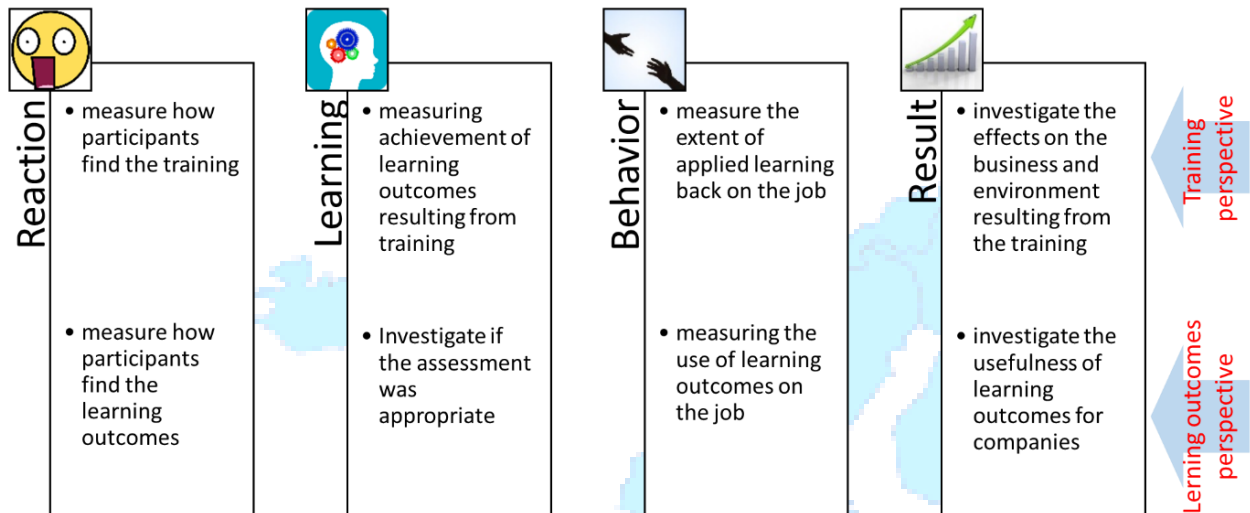 Reaction
• measure how
participants
find the training
• measure how
participants
find the
learning
outcomes
Learning
• measuring
achievement of
learning
outcomes
resulting from
training
• Investigate if
the assessment
was
appropriate
Behavior
• measure the
extent of
applied learning
back on the job
• measuring the
use of learning
outcomes on
the job
Result
• investigate the
effects on the
business and
environment
resulting from
the training
• investigate the
usefulness of
learning
outcomes for
companies
Training
perspective
Lerning outcomes
perspective